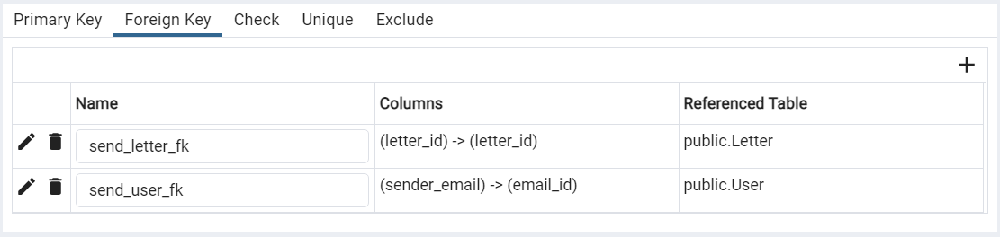 Primary Key Foreign Key Check Unique Exclude
Name Columns Referenced Table
send_letter_fk (letter_id) -> (letter_id) public.Letter
send_user_fk (sender_email) -> (email_id) public.User